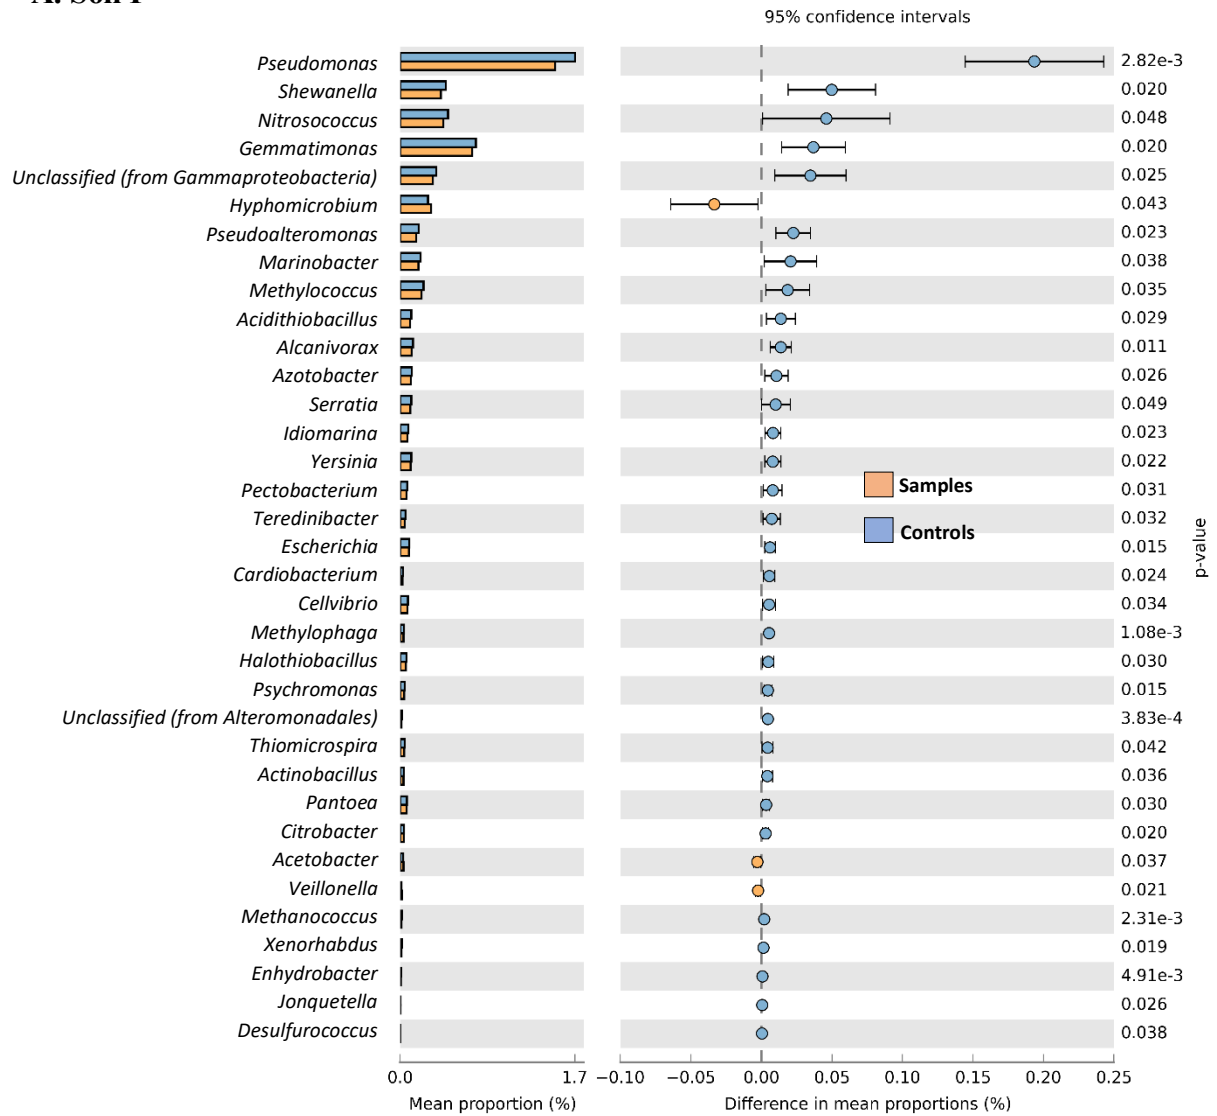 95% confidence intervals
Pseudomonas 2.82e-3
Shewanella 0.020
Nitrosococcus 0.048
Gemmatimonas 0.020
Unclassified (from Gammaproteobacteria) 0.025
Hyphomicrobium 0.043
Pseudoalteromonas 0.023
Marinobacter 0.038
Methylococcus 0.035
Acidithiobacillus 0.029
Alcanivorax 0.011
Azotobacter 0.026
Serratia 0.049
Idiomarina 0.023
Yersinia 0.022
Samples
Pectobacterium 0.031
Teredinibacter 0.032
Controls
Escherichia 0.015
Cardiobacterium 0.024
Cellvibrio 0.034
Methylophaga 1.08e-3
Halothiobacillus 0.030
Psychromonas 0.015
Unclassified (from Alteromonadales) 3.83e-4
Thiomicrospira 0.042
Actinobacillus 0.036
Pantoea 0.030
Citrobacter 0.020
Acetobacter 0.037
Veillonella 0.021
Methanococcus 2.31e-3
Xenorhabdus 0.019
Enhydrobacter 4.91e-3
Jonquetella 0.026
Desulfurococcus 0.038
p-value
0.0 1.7 −0.10 −0.05 0.00 0.05 0.10 0.15 0.20 0.25
Mean proportion (%) Difference in mean proportions (%)